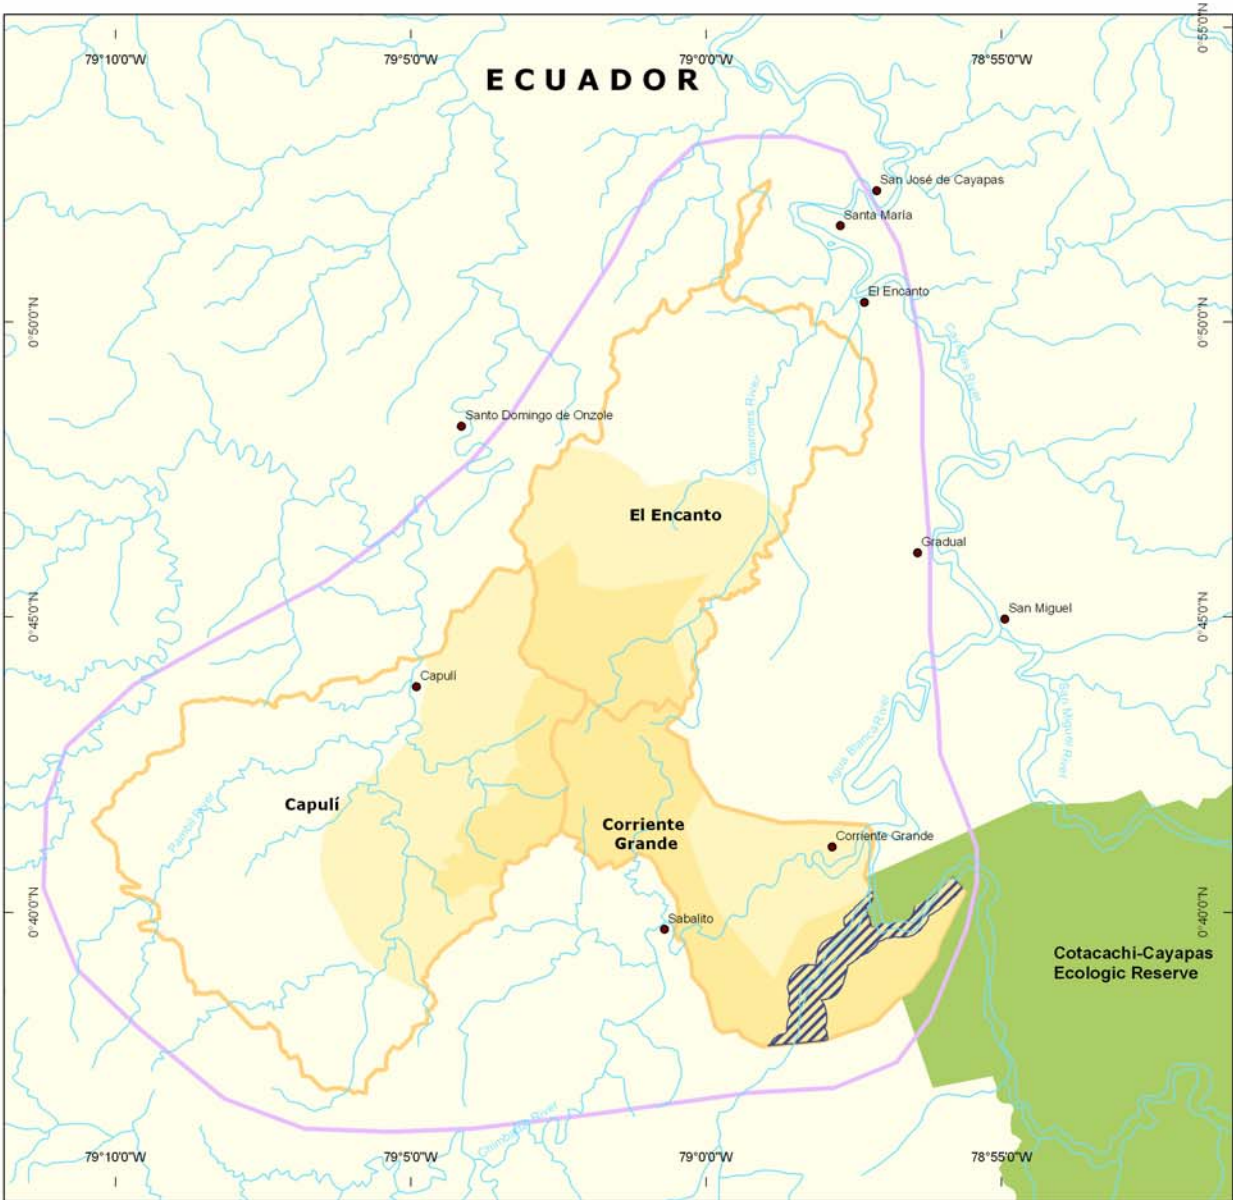 79°10'0"W
79°5'0"W
79°0'0"W
78°55'0"W
0°55'0"N
ECUADOR
San José de Cayapas
Santa María
El Encanto
0°50'0"N
0°50'0"N
Cayapas River
Camarones River
Santo Domingo de Onzole
El Encanto
Gradual
0°45'0"N
San Miguel
0°45'0"N
Capulí
San Miguel River
Agua Blanca River
Capulí
Pambil River
Corriente
Grande
Corriente Grande
0°40'0"N
Sabalito
0°40'0"N
Cotacachi-Cayapas
Ecologic Reserve
River
79°10'0"W
79°5'0"W
79°0'0"W
78°55'0"W